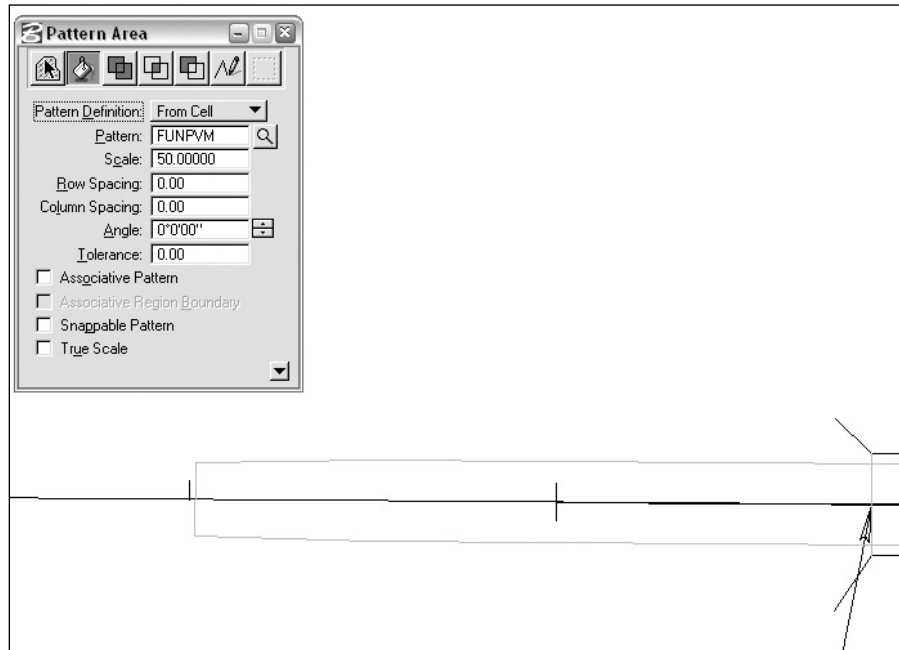 Pattern Area
Pattern Definition: From Cell
Pattern: FUNPVM
Scale: 50.00000
Row Spacing: 0.00
Column Spacing: 0.00
Angle: 0°0'00"
Tolerance: 0.00
Associative Pattern
Associative Region Boundary
Snappable Pattern
True Scale